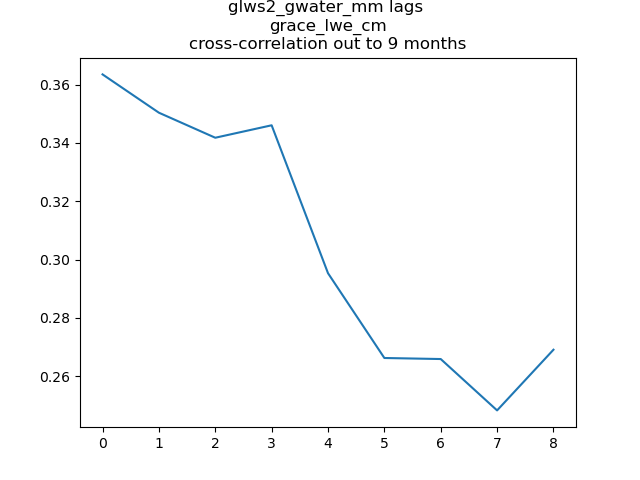 glws2_gwater_mm lags
grace_lwe_cm
cross-correlation out to 9 months
0.36
0.34
0.32
0.30
0.28
0.26
0 1 2 3 4 5 6 7 8